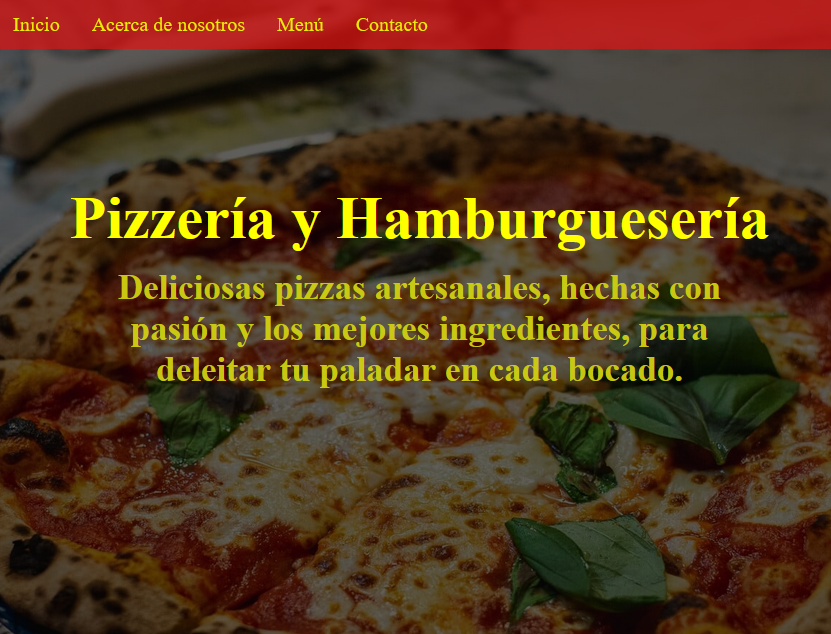 Inicio Acerca de nosotros Menú Contacto
Pizzería y Hamburguesería
Deliciosas pizzas artesanales, hechas con
pasión y los mejores ingredientes, para
deleitar tu paladar en cada bocado.